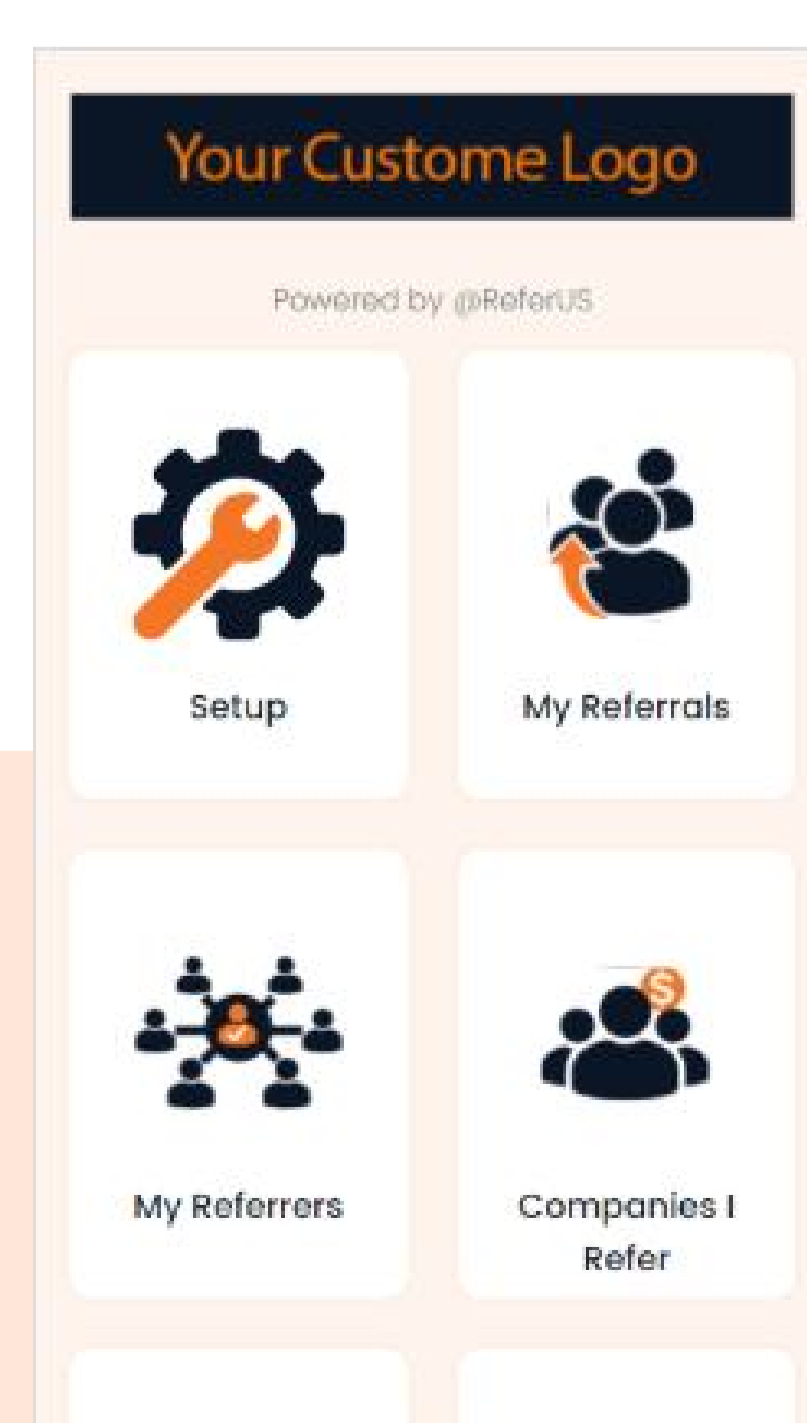 Your Custome Logo
Powered by @ReferUS
Setup
My Referrals
My Referrers
Companies I
Refer